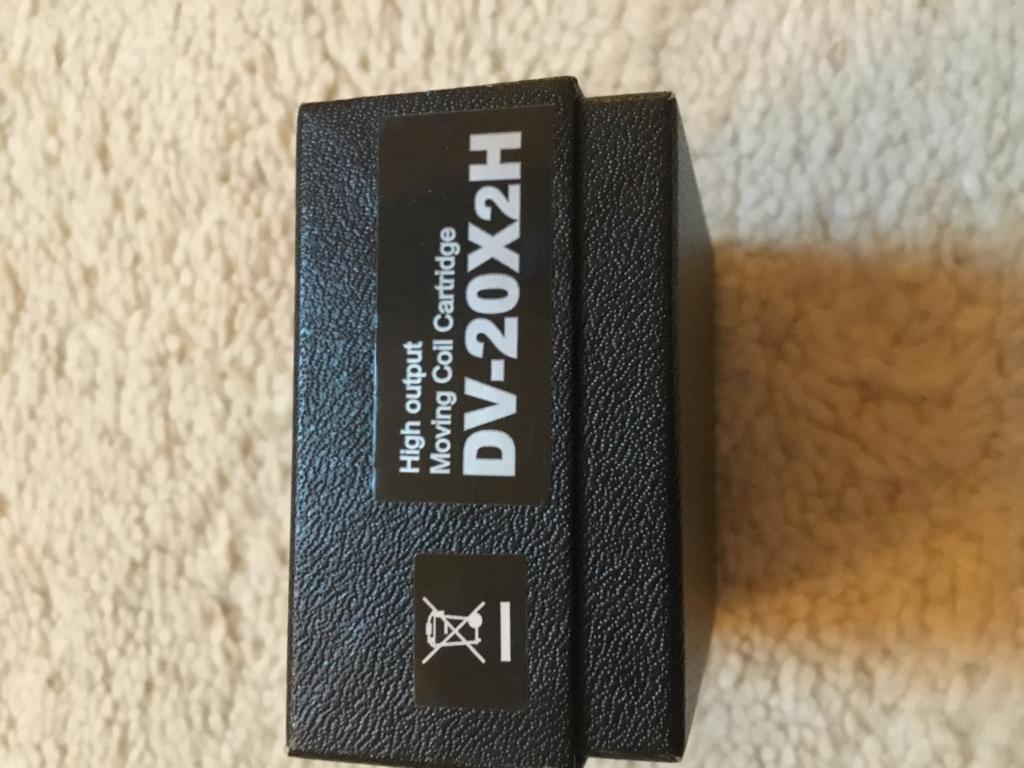 High output
Moving Coil Cartridge
DV-20X2H